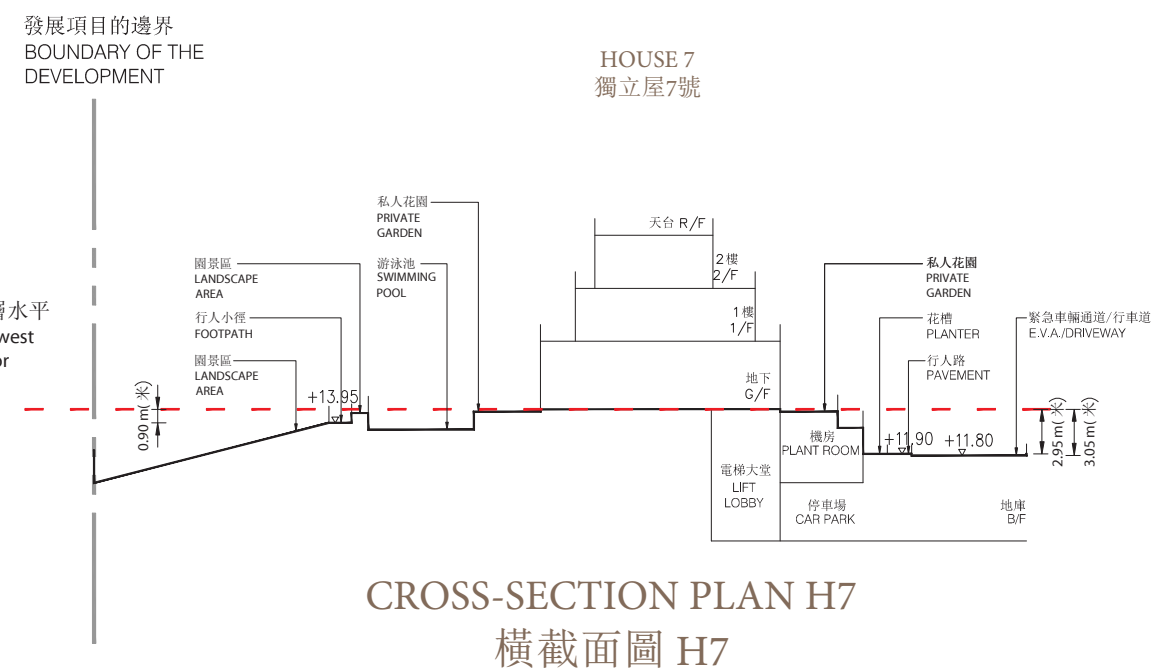 發展項目的邊界
BOUNDARY OF THE
DEVELOPMENT
HOUSE 7
獨立屋7號
私人花園
PRIVATE
GARDEN
天台 R/F
園景區
LANDSCAPE
AREA
游泳池
SWIMMING
POOL
2樓
2/F
私人花園
PRIVATE
GARDEN
層水平
west
or
行人小徑
FOOTPATH
1樓
1/F
花槽
PLANTER
緊急車輛通道/行車道
E.V.A./DRIVEWAY
園景區
LANDSCAPE
AREA
行人路
PAVEMENT
地下
G/F
+13.95
0.90 m( 米)
機房
PLANT ROOM
+11.90
+11.80
2.95 m( 米)
3.05 m( 米)
電梯大堂
LIFT
LOBBY
停車場
CAR PARK
地庫
B/F
CROSS-SECTION PLAN H7
橫截面圖 H7